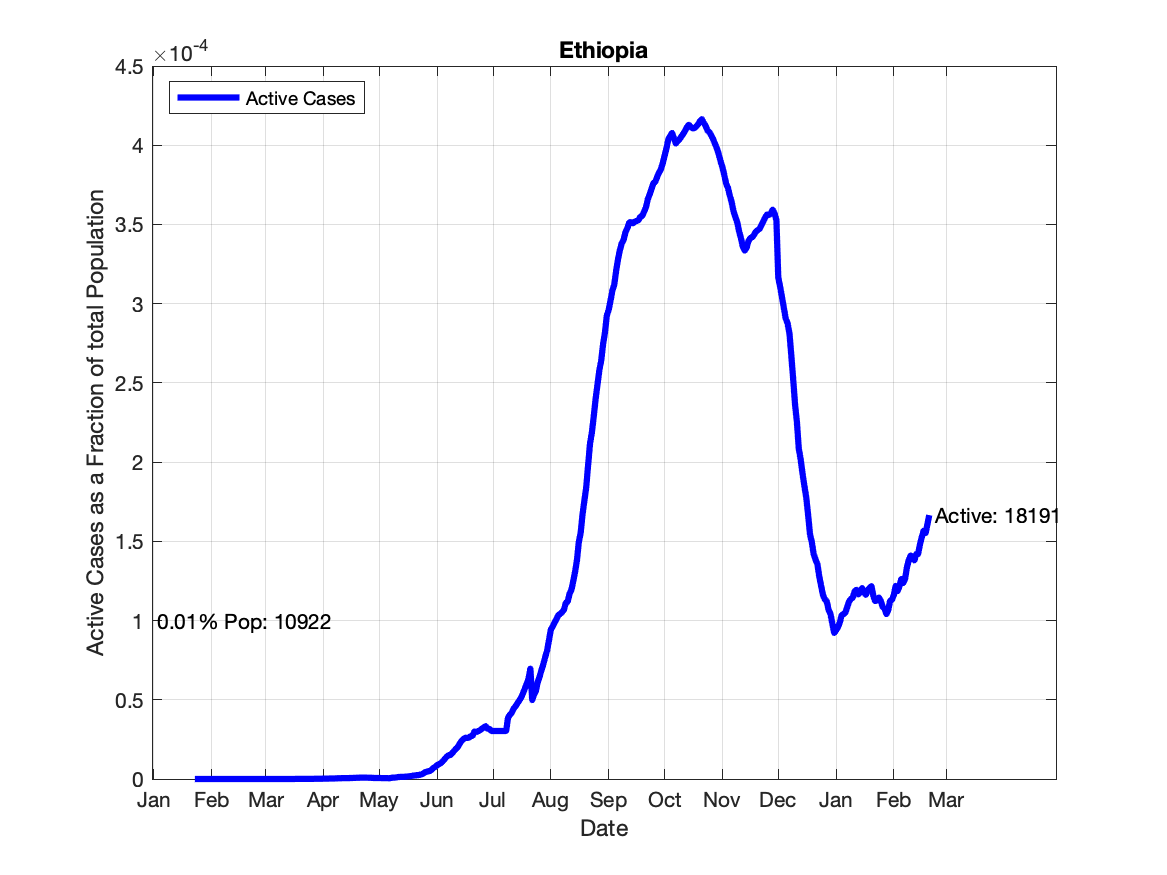 Ethiopia
×10-4
Active Cases
4.5
4
3.5
3
2.5
2
1.5
1
0.5
0
Active Cases as a Fraction of total Population
0.01% Pop: 10922
Active: 18191
Jan Feb Mar Apr May Jun Jul Aug Sep Oct Nov Dec Jan Feb Mar
Date